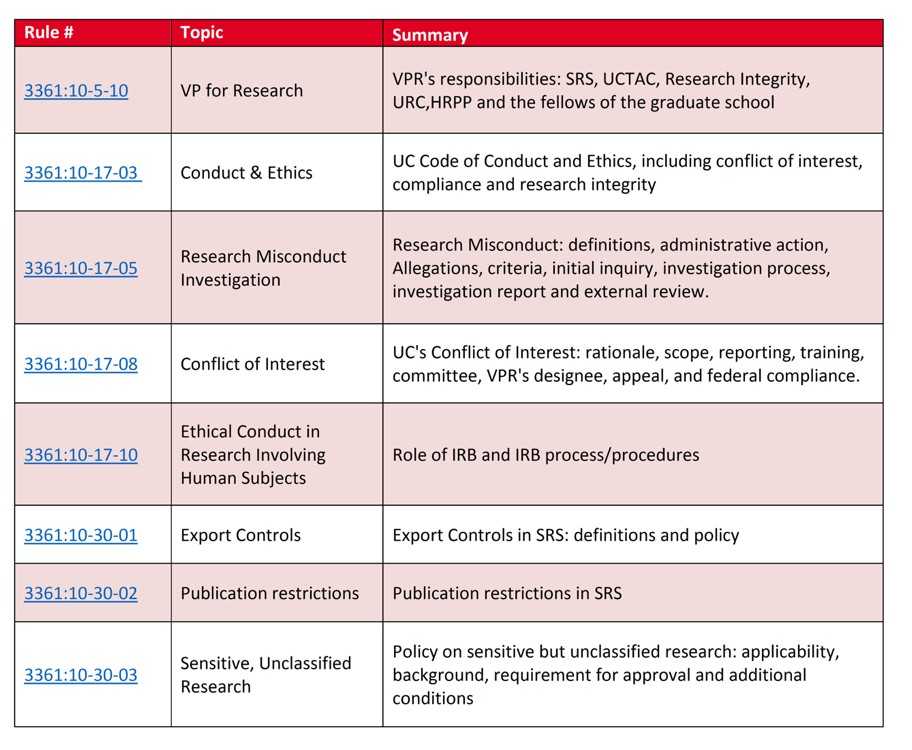 Rule # Topic Summary
3361:10-5-10 VP for Research VPR's responsibilities: SRS, UCTAC, Research Integrity,
URC,HRPP and the fellows of the graduate school
3361:10-17-03 Conduct & Ethics UC Code of Conduct and Ethics, including conflict of interest,
compliance and research integrity
3361:10-17-05 Research Misconduct
Investigation
Research Misconduct: definitions, administrative action,
Allegations, criteria, initial inquiry, investigation process,
investigation report and external review.
3361:10-17-08 Conflict of Interest UC's Conflict of Interest: rationale, scope, reporting, training,
committee, VPR's designee, appeal, and federal compliance.
3361:10-17-10 Ethical Conduct in
Research Involving
Human Subjects
Role of IRB and IRB process/procedures
3361:10-30-01 Export Controls Export Controls in SRS: definitions and policy
3361:10-30-02 Publication restrictions Publication restrictions in SRS
3361:10-30-03 Sensitive, Unclassified
Research
Policy on sensitive but unclassified research: applicability,
background, requirement for approval and additional
conditions